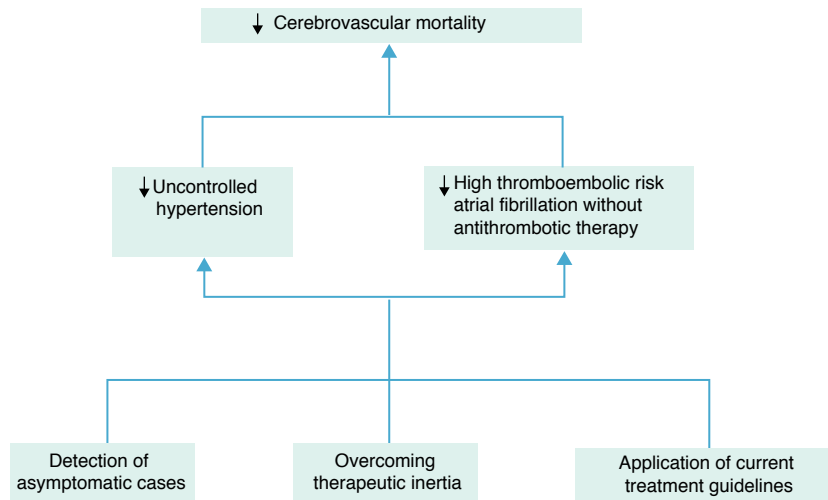 ↓ Cerebrovascular mortality
↓ Uncontrolled
hypertension
↓ High thromboembolic risk
atrial fibrillation without
antithrombotic therapy
Detection of
asymptomatic cases
Overcoming
therapeutic inertia
Application of current
treatment guidelines